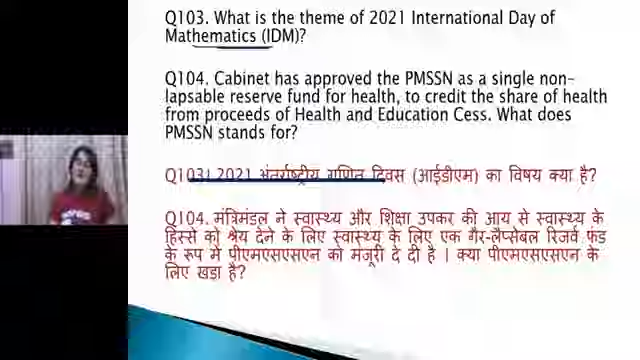 Q103. What is the theme of 2021 International Day of
Mathematics (IDM)?
Q104. Cabinet has approved the PMSSN as a single non-
lapsable reserve fund for health, to credit the share of health
from proceeds of Health and Education Cess. What does
PMSSN stands for?
Q103। 2021 अंतर्राष्ट्रीय गणित दिवस (आईडीएम) का विषय क्या है?
Q104. मंत्रिमंडल ने स्वास्थ्य और शिक्षा उपकर की आय से स्वास्थ्य के
हिस्से को श्रेय देने के लिए स्वास्थ्य के लिए एक गैर-लैप्सेबल रिजर्व फंड
के रूप में पीएमएसएसएन को मंजूरी दे दी है । क्या पीएमएसएसएन के
लिए खड़ा है?